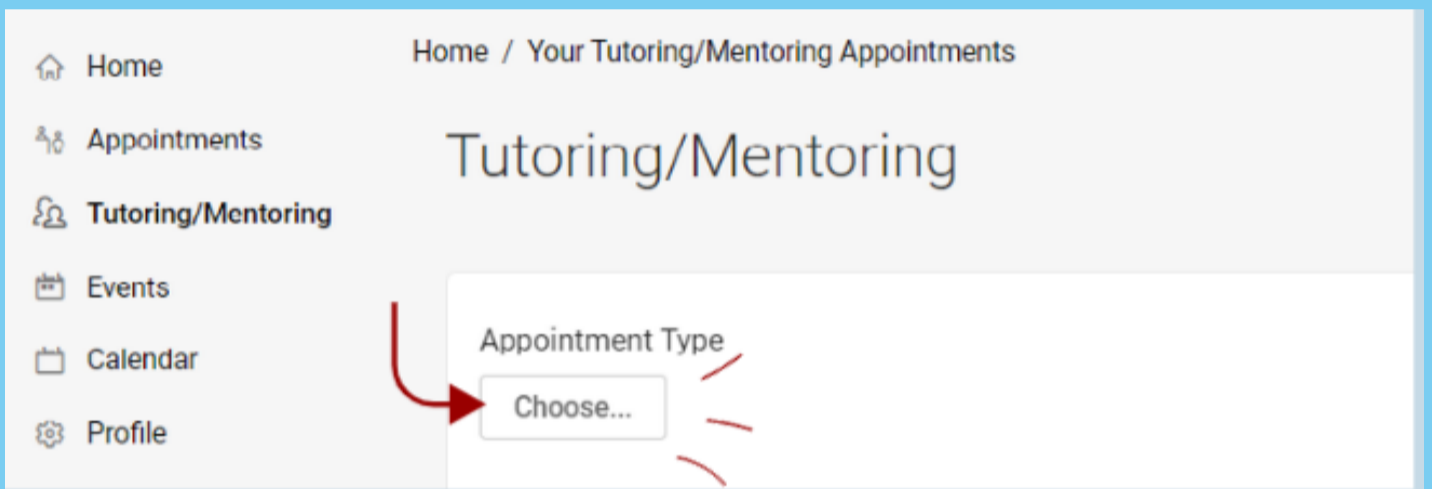 Home
Appointments
Tutoring/Mentoring
Events
Calendar
Profile
Home / Your Tutoring/Mentoring Appointments
Tutoring/Mentoring
Appointment Type
Choose...